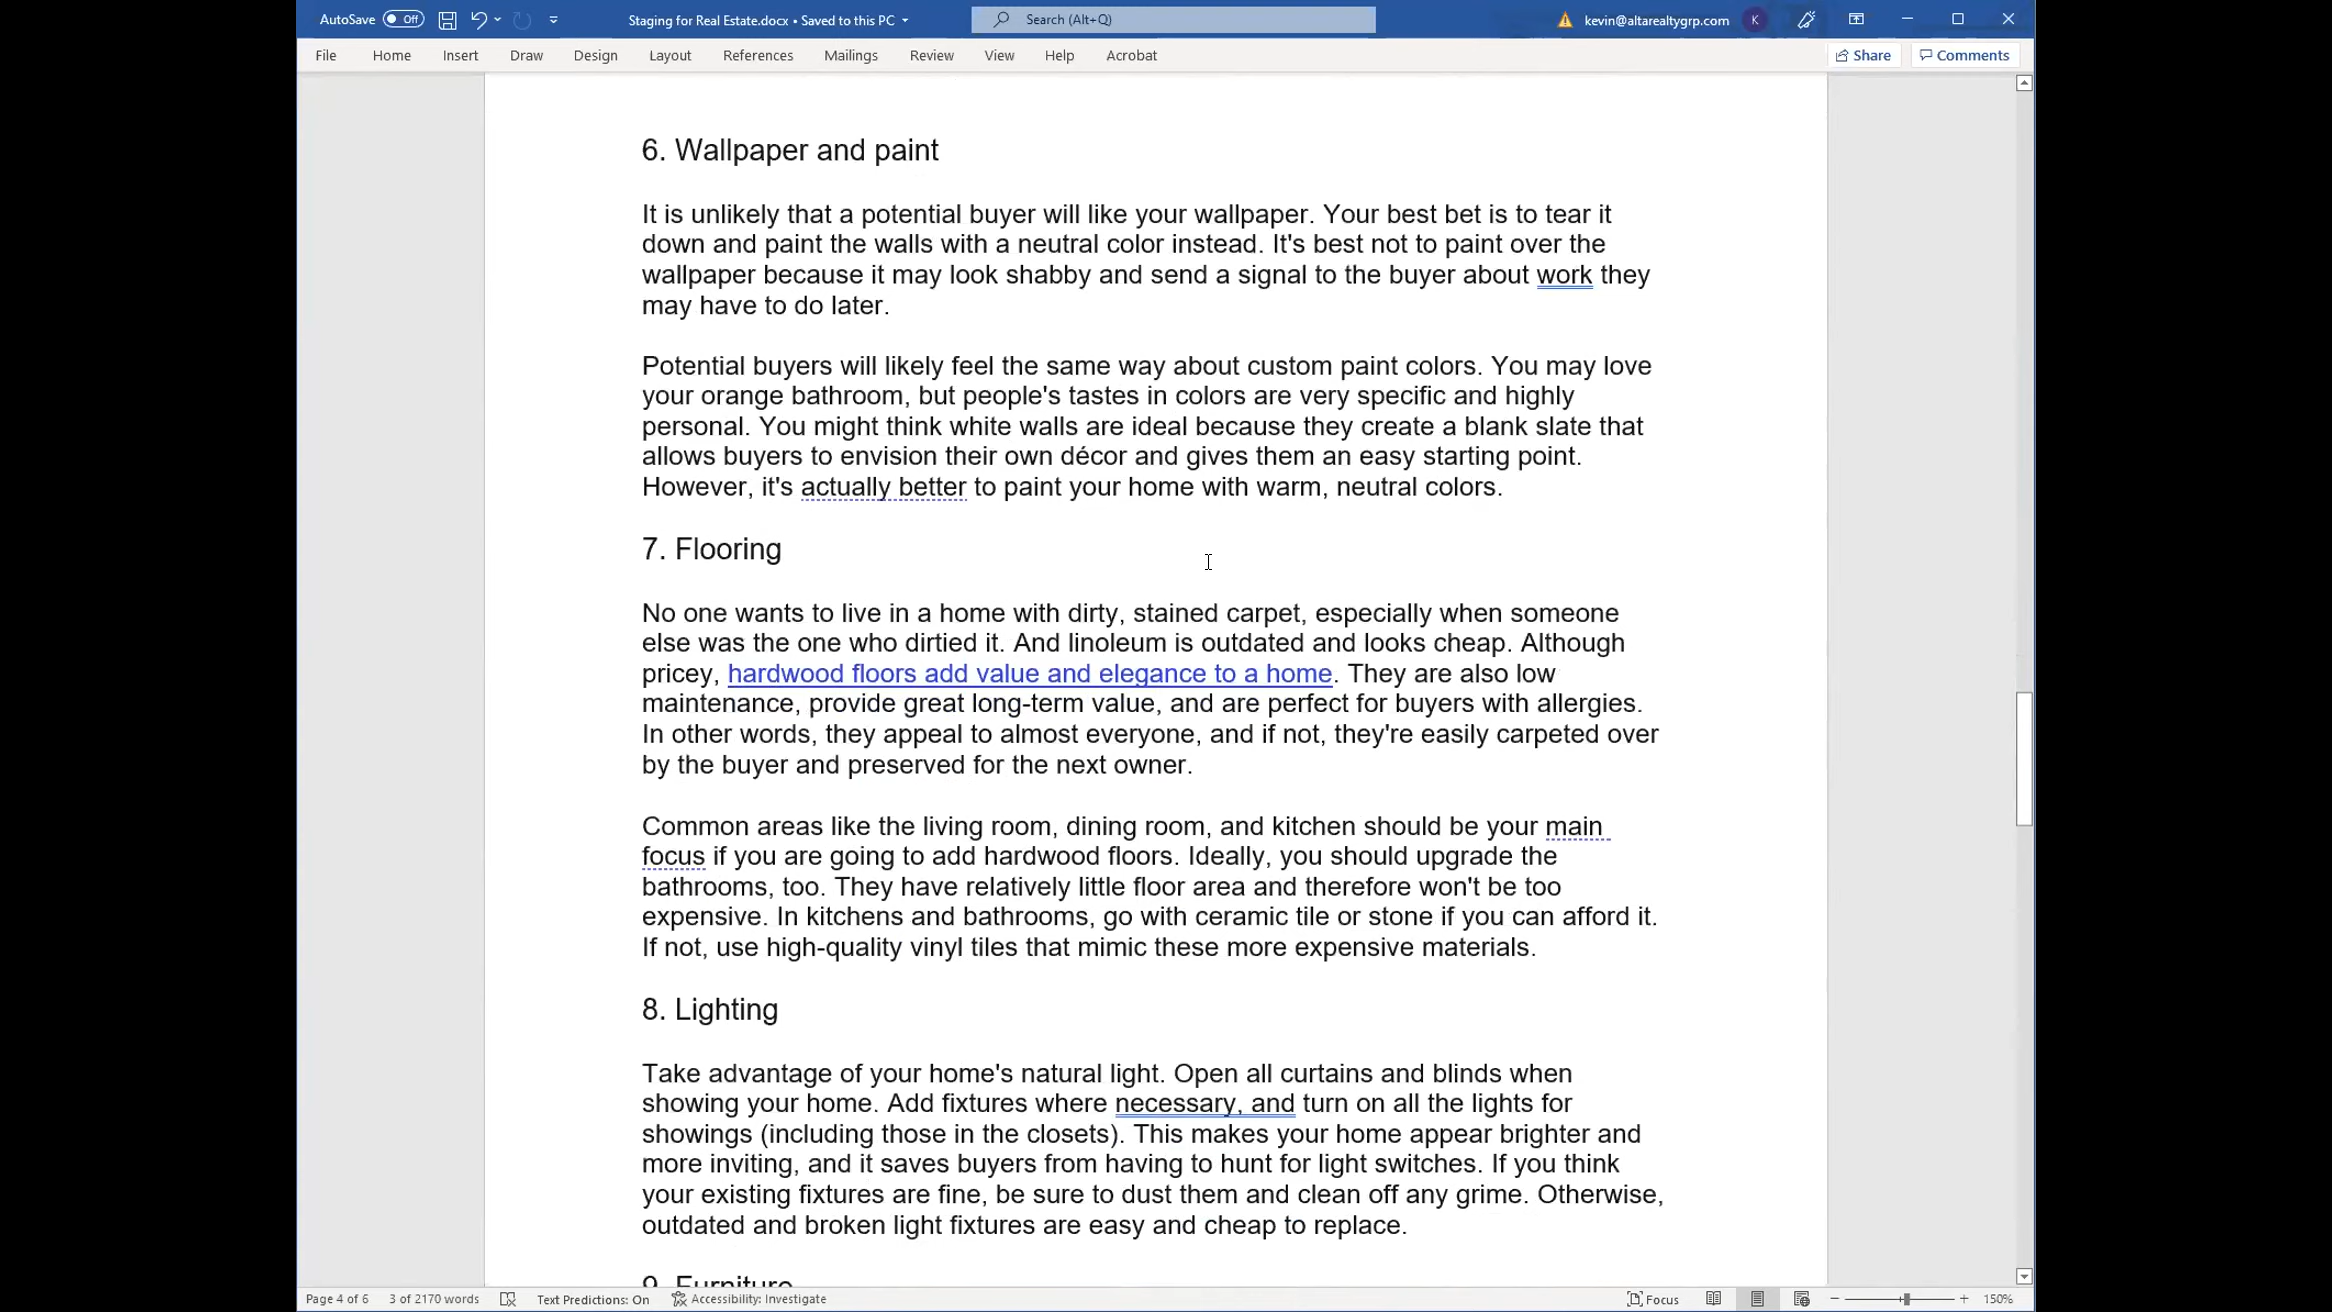 AutoSave Off Staging for Real Estate.docx • Saved to this PC Search (Alt+Q) kevin@altarealtygrp.com K
File Home Insert Draw Design Layout References Mailings Review View Help Acrobat Share Comments
6. Wallpaper and paint
It is unlikely that a potential buyer will like your wallpaper. Your best bet is to tear it
down and paint the walls with a neutral color instead. It's best not to paint over the
wallpaper because it may look shabby and send a signal to the buyer about work they
may have to do later.
Potential buyers will likely feel the same way about custom paint colors. You may love
your orange bathroom, but people's tastes in colors are very specific and highly
personal. You might think white walls are ideal because they create a blank slate that
allows buyers to envision their own décor and gives them an easy starting point.
However, it's actually better to paint your home with warm, neutral colors.
7. Flooring
No one wants to live in a home with dirty, stained carpet, especially when someone
else was the one who dirtied it. And linoleum is outdated and looks cheap. Although
pricey, hardwood floors add value and elegance to a home. They are also low
maintenance, provide great long-term value, and are perfect for buyers with allergies.
In other words, they appeal to almost everyone, and if not, they're easily carpeted over
by the buyer and preserved for the next owner.
Common areas like the living room, dining room, and kitchen should be your main
focus if you are going to add hardwood floors. Ideally, you should upgrade the
bathrooms, too. They have relatively little floor area and therefore won't be too
expensive. In kitchens and bathrooms, go with ceramic tile or stone if you can afford it.
If not, use high-quality vinyl tiles that mimic these more expensive materials.
8. Lighting
Take advantage of your home's natural light. Open all curtains and blinds when
showing your home. Add fixtures where necessary, and turn on all the lights for
showings (including those in the closets). This makes your home appear brighter and
more inviting, and it saves buyers from having to hunt for light switches. If you think
your existing fixtures are fine, be sure to dust them and clean off any grime. Otherwise,
outdated and broken light fixtures are easy and cheap to replace.
9. Furniture
Page 4 of 6 3 of 2170 words Text Predictions: On Accessibility: Investigate Focus 150%